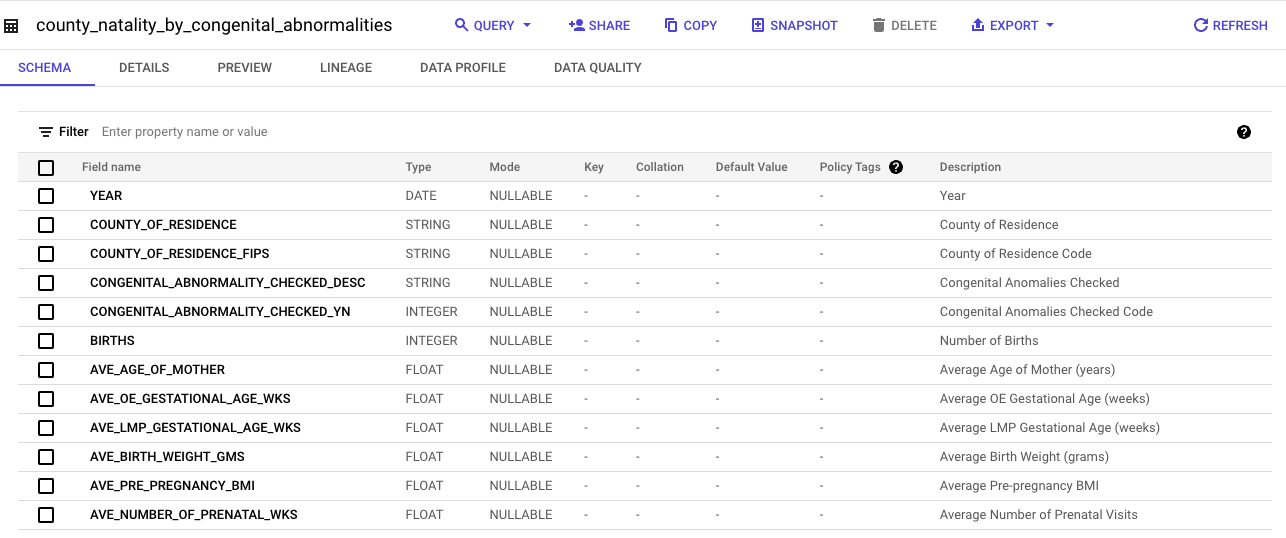 county_natality_by_congenital_abnormalities QUERY SHARE COPY SNAPSHOT DELETE EXPORT REFRESH
SCHEMA DETAILS PREVIEW LINEAGE DATA PROFILE DATA QUALITY
Filter Enter property name or value ?
Field name Type Mode Key Collation Default Value Policy Tags ? Description
YEAR DATE NULLABLE - - - - Year
COUNTY_OF_RESIDENCE STRING NULLABLE - - - - County of Residence
COUNTY_OF_RESIDENCE_FIPS STRING NULLABLE - - - - County of Residence Code
CONGENITAL_ABNORMALITY_CHECKED_DESC STRING NULLABLE - - - - Congenital Anomalies Checked
CONGENITAL_ABNORMALITY_CHECKED_YN INTEGER NULLABLE - - - - Congenital Anomalies Checked Code
BIRTHS INTEGER NULLABLE - - - - Number of Births
AVE_AGE_OF_MOTHER FLOAT NULLABLE - - - - Average Age of Mother (years)
AVE_OE_GESTATIONAL_AGE_WKS FLOAT NULLABLE - - - - Average OE Gestational Age (weeks)
AVE_LMP_GESTATIONAL_AGE_WKS FLOAT NULLABLE - - - - Average LMP Gestational Age (weeks)
AVE_BIRTH_WEIGHT_GMS FLOAT NULLABLE - - - - Average Birth Weight (grams)
AVE_PRE_PREGNANCY_BMI FLOAT NULLABLE - - - - Average Pre-pregnancy BMI
AVE_NUMBER_OF_PRENATAL_WKS FLOAT NULLABLE - - - - Average Number of Prenatal Visits